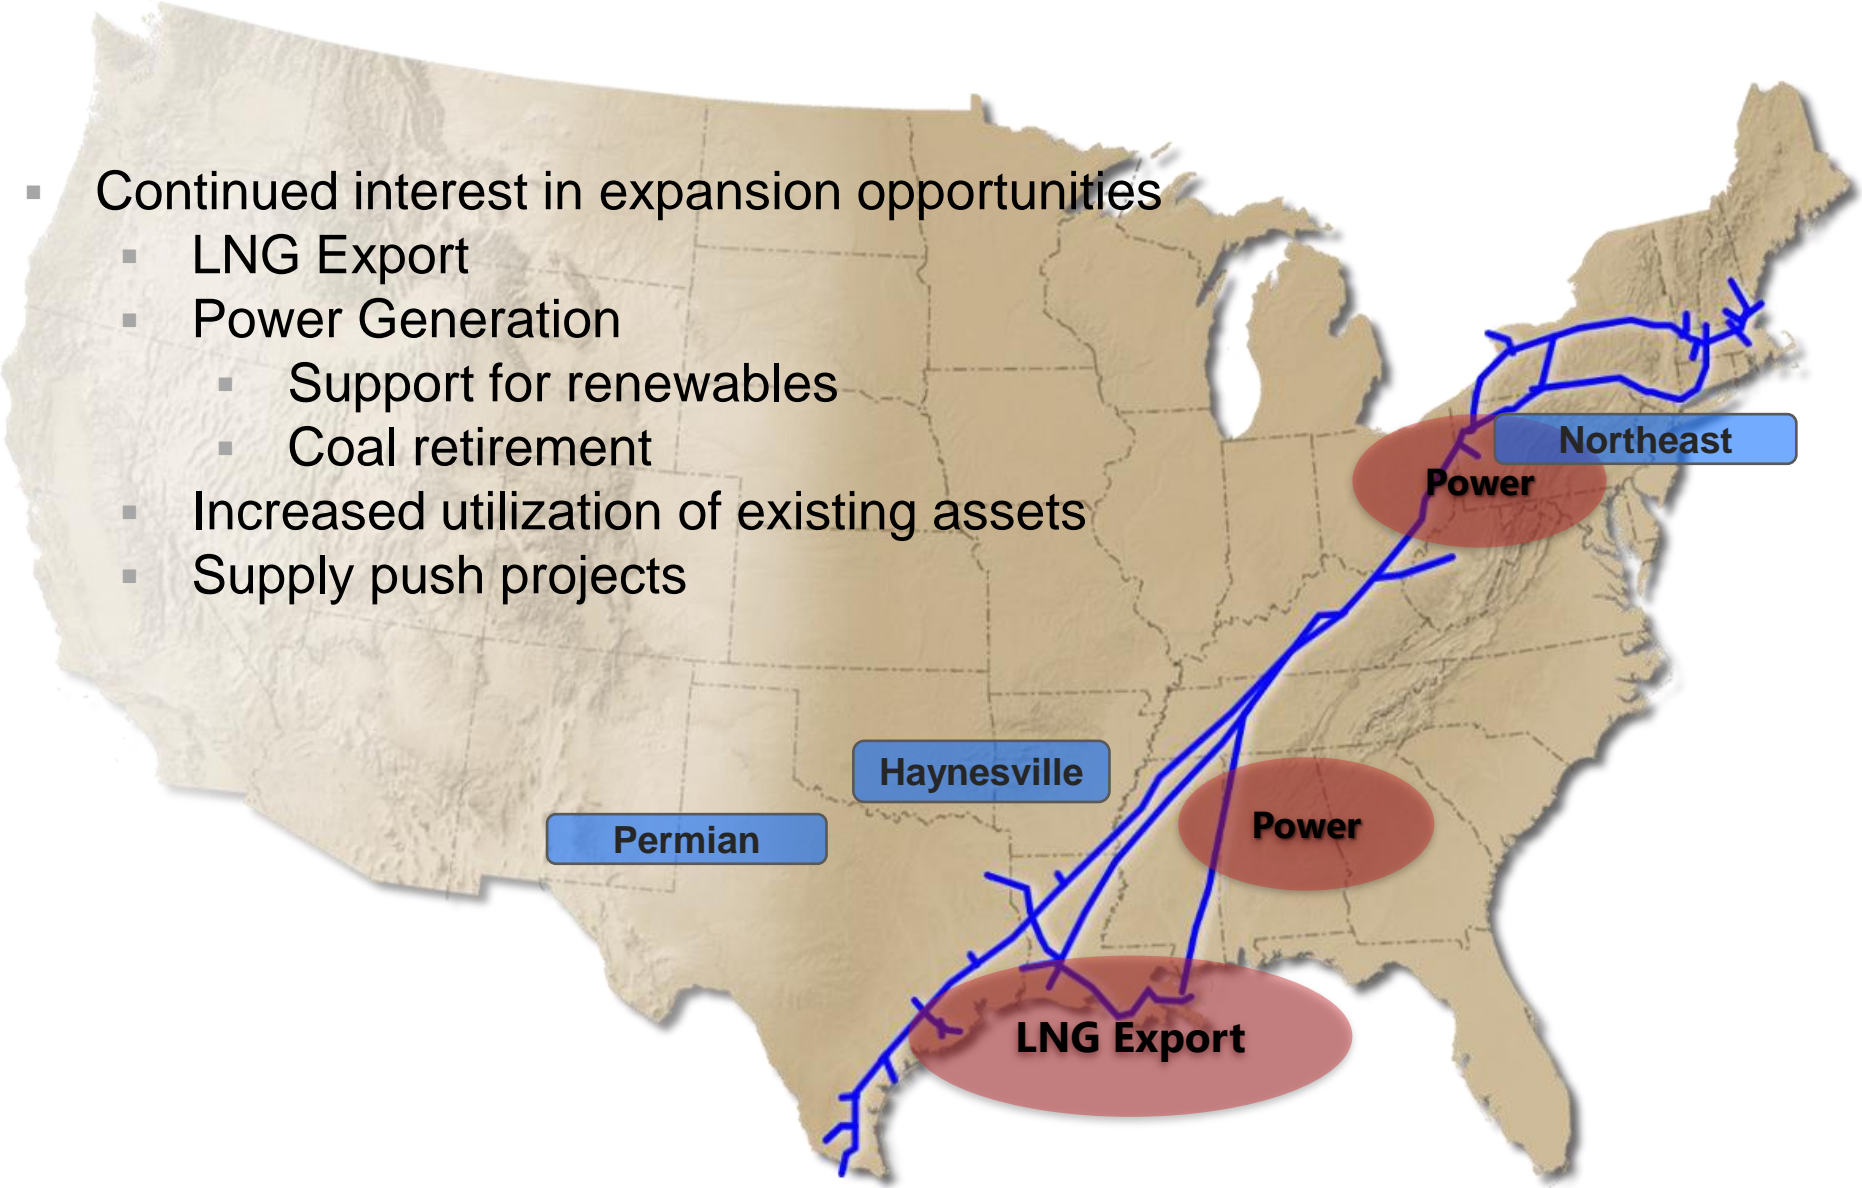 Continued interest in expansion opportunities
LNG Export
Power Generation
Support for renewables
Coal retirement
Increased utilization of existing assets
Supply push projects
Northeast
Power
Haynesville
Permian
Power
LNG Export